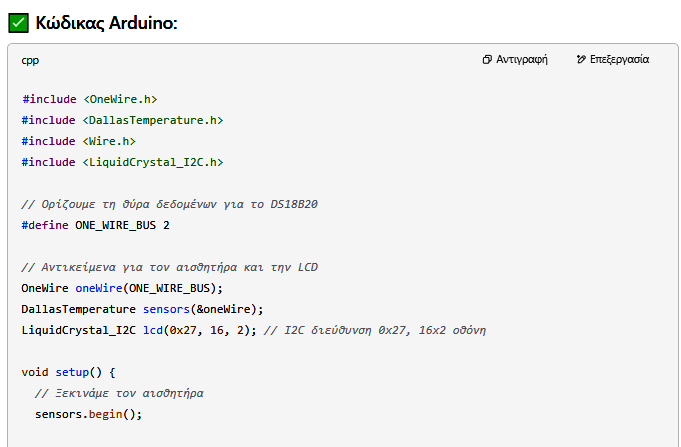 ✅ Κώδικας Arduino:
cpp
Αντιγραφή
Επεξεργασία
#include <OneWire.h>
#include <DallasTemperature.h>
#include <Wire.h>
#include <LiquidCrystal_I2C.h>
// Ορίζουμε τη θύρα δεδομένων για το DS18B20
#define ONE_WIRE_BUS 2
// Αντικείμενα για τον αισθητήρα και την LCD
OneWire oneWire(ONE_WIRE_BUS);
DallasTemperature sensors(&oneWire);
LiquidCrystal_I2C lcd(0x27, 16, 2); // I2C διεύθυνση 0x27, 16x2 οθόνη
void setup() {
  // Ξεκινάμε τον αισθητήρα
  sensors.begin();